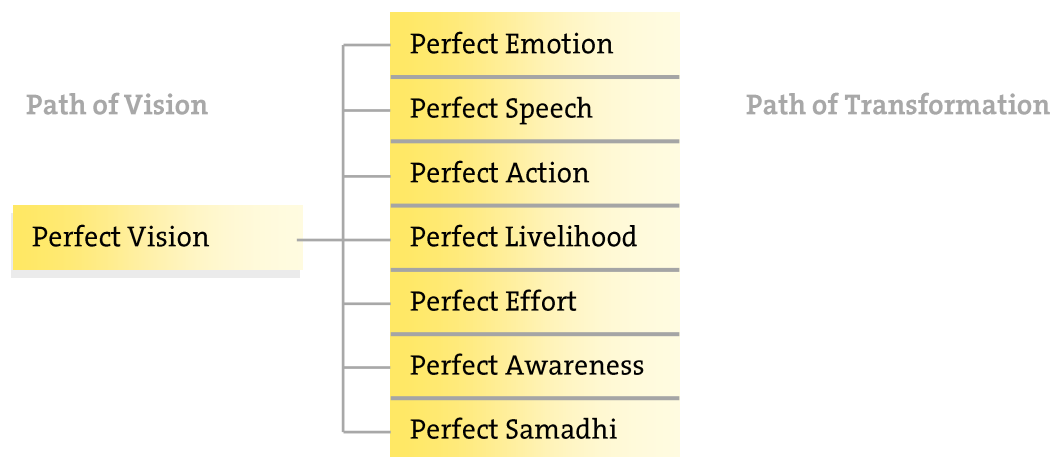 Path of Vision
Perfect Vision
Perfect Emotion
Perfect Speech
Perfect Action
Perfect Livelihood
Perfect Effort
Perfect Awareness
Perfect Samadhi
Path of Transformation